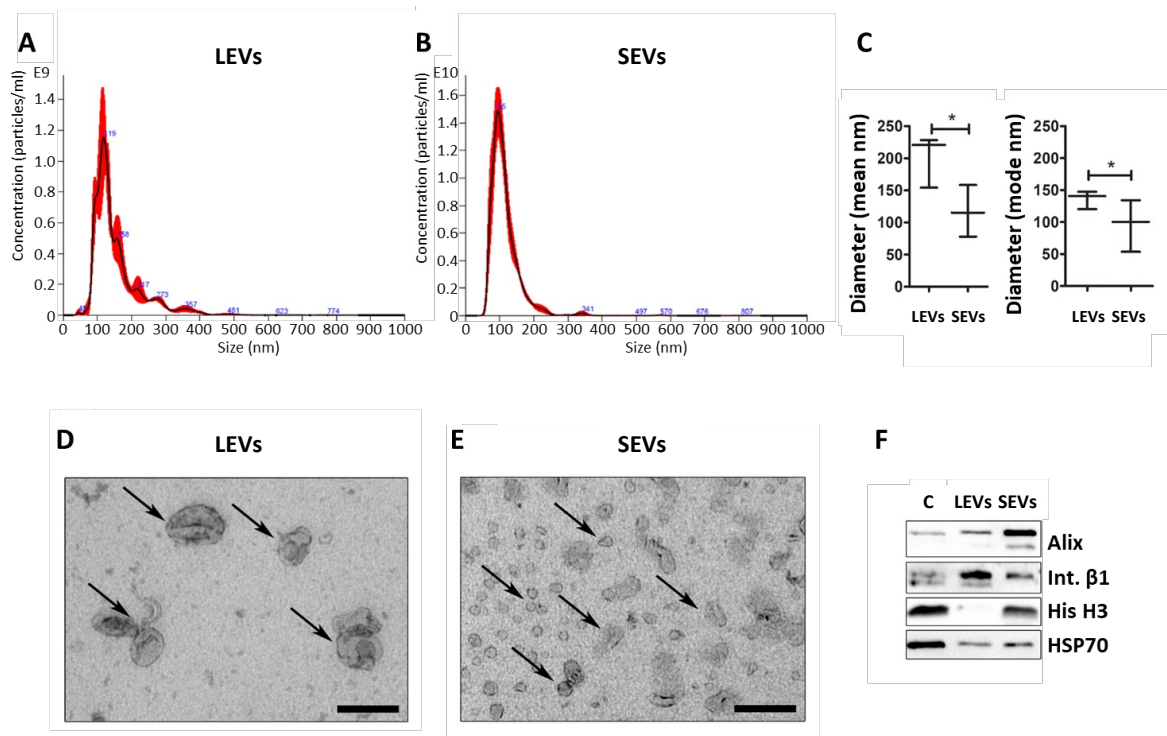 A
LEVs
E9
Concentration (particles/ml)
1.4
1.2
1.0
0.8
0.6
0.4
0.2
0
119
273
357
481
623
774
0 100 200 300 400 500 600 700 800 900 1000
Size (nm)
B
SEVs
E10
Concentration (particles/ml)
1.6
1.4
1.2
1.0
0.8
0.6
0.4
0.2
0
341
497
570
676
807
0 100 200 300 400 500 600 700 800 900 1000
Size (nm)
C
Diameter (mean nm)
250
200
150
100
50
0
*
LEVs SEVs
Diameter (mode nm)
250
200
150
100
50
0
*
LEVs SEVs
D
LEVs
E
SEVs
F
C LEVs SEVs
Alix
Int. β1
His H3
HSP70